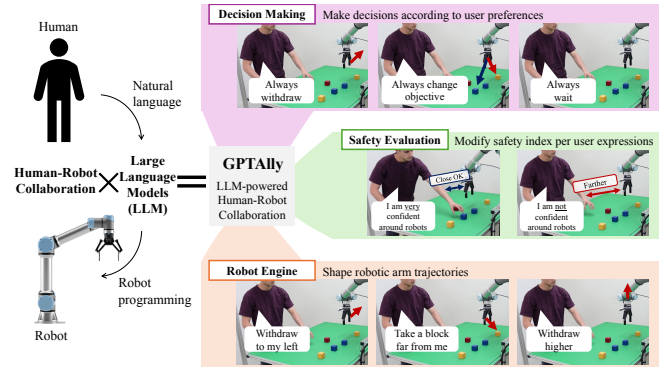 Human
Natural
language
Human-Robot
Collaboration
Large
Language
Models
(LLM)
Robot
programming
Robot
GPTAlly
LLM-powered
Human-Robot
Collaboration
Decision Making
Make decisions according to user preferences
Always
withdraw
Always change
objective
Always
wait
Safety Evaluation
Modify safety index per user expressions
Close OK
I am very
confident
around robots
Farther
I am not
confident
around robots
Robot Engine
Shape robotic arm trajectories
Withdraw
to my left
Take a block
far from me
Withdraw
higher